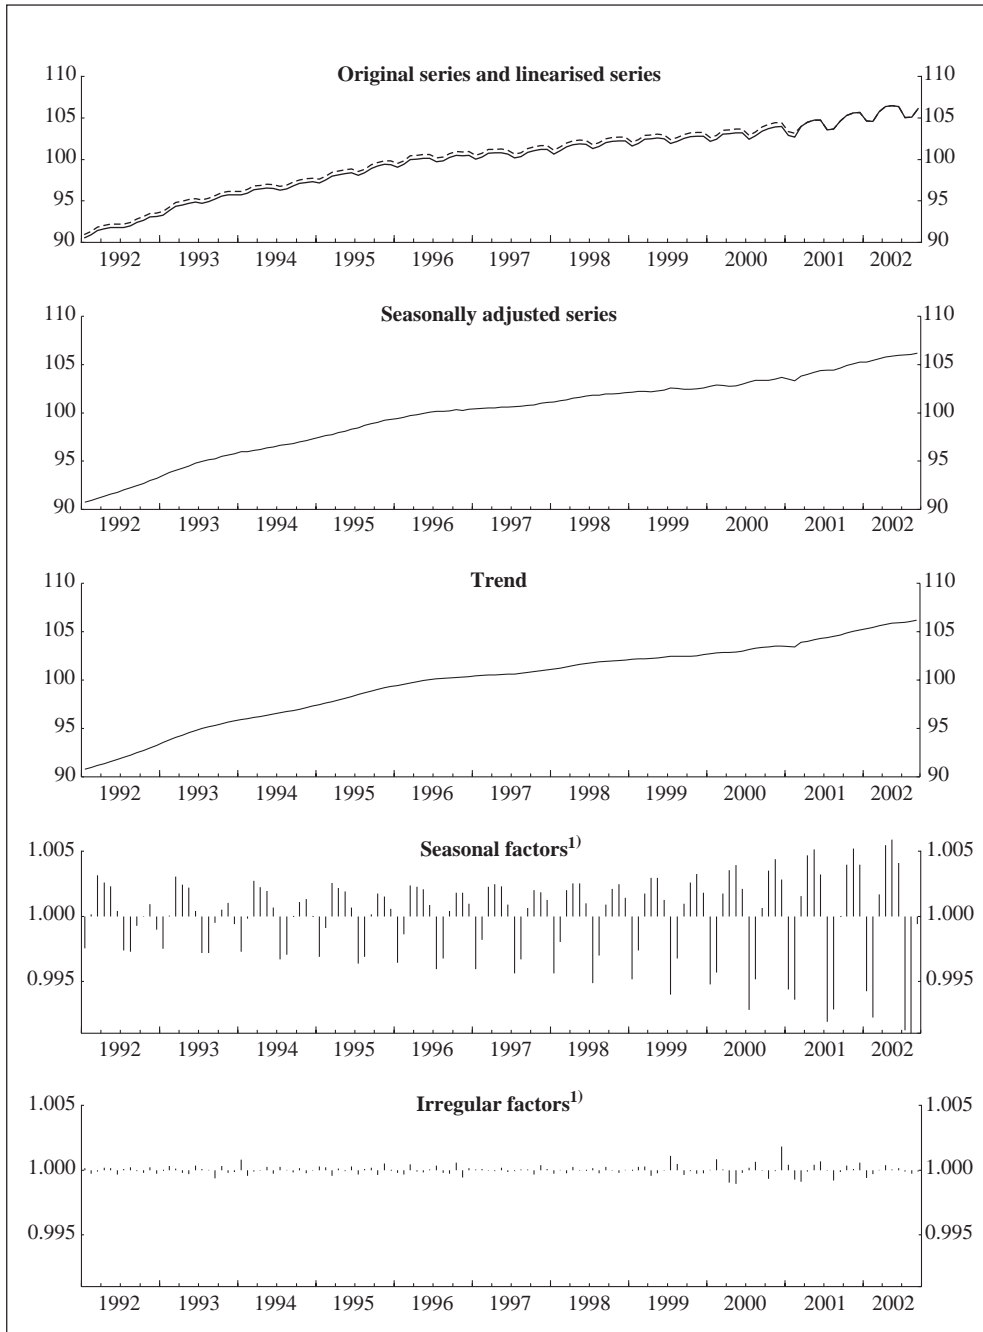 Original series and linearised series
110 110
105 105
100 100
95 95
90 90
1992 1993 1994 1995 1996 1997 1998 1999 2000 2001 2002
Seasonally adjusted series
110 110
105 105
100 100
95 95
90 90
1992 1993 1994 1995 1996 1997 1998 1999 2000 2001 2002
Trend
110 110
105 105
100 100
95 95
90 90
1992 1993 1994 1995 1996 1997 1998 1999 2000 2001 2002
Seasonal factors1)
1.005 1.005
1.000 1.000
0.995 0.995
1992 1993 1994 1995 1996 1997 1998 1999 2000 2001 2002
Irregular factors1)
1.005 1.005
1.000 1.000
0.995 0.995
1992 1993 1994 1995 1996 1997 1998 1999 2000 2001 2002